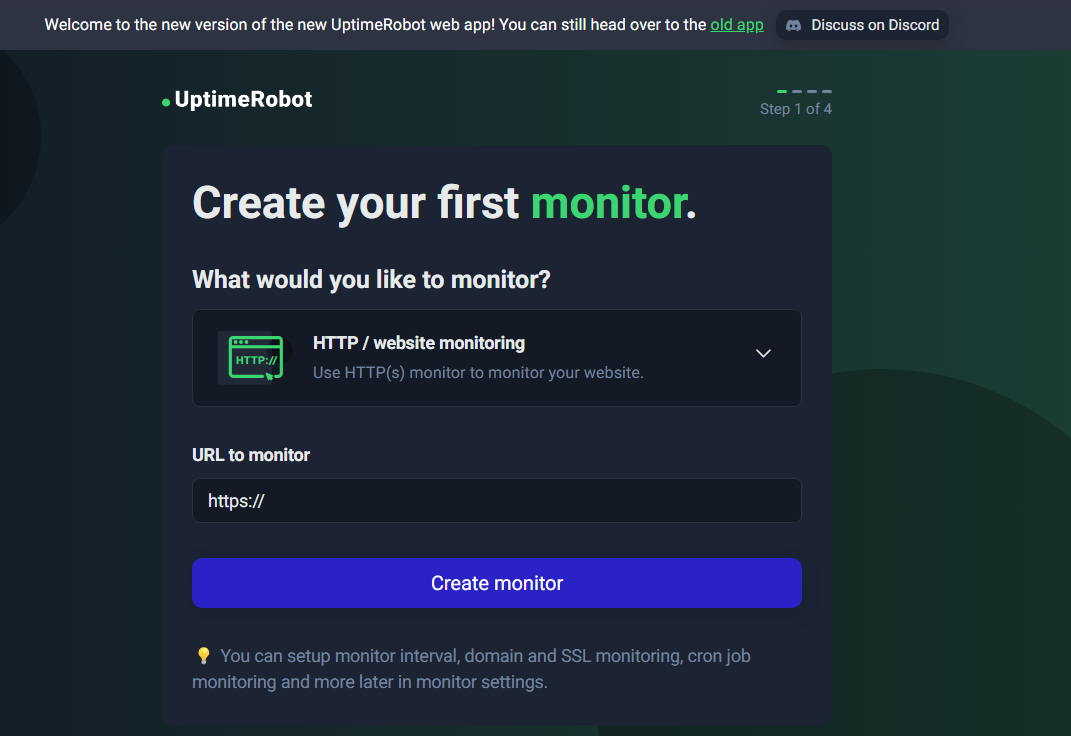 Welcome to the new version of the new UptimeRobot web app! You can still head over to the old app Discuss on Discord
UptimeRobot
Step 1 of 4
Create your first monitor.
What would you like to monitor?
HTTP://
HTTP / website monitoring
Use HTTP(s) monitor to monitor your website.
URL to monitor
https://
Create monitor
💡 You can setup monitor interval, domain and SSL monitoring, cron job
monitoring and more later in monitor settings.